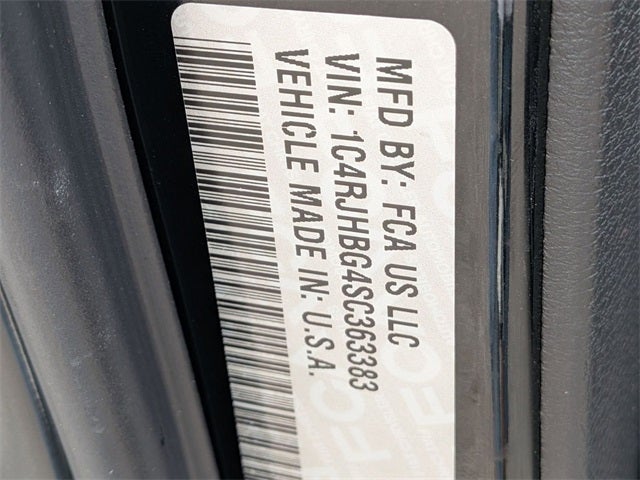 MFD BY: FCA US LLC
VIN: 1C4RJHBG4SC363383
VEHICLE MADE IN: U.S.A.